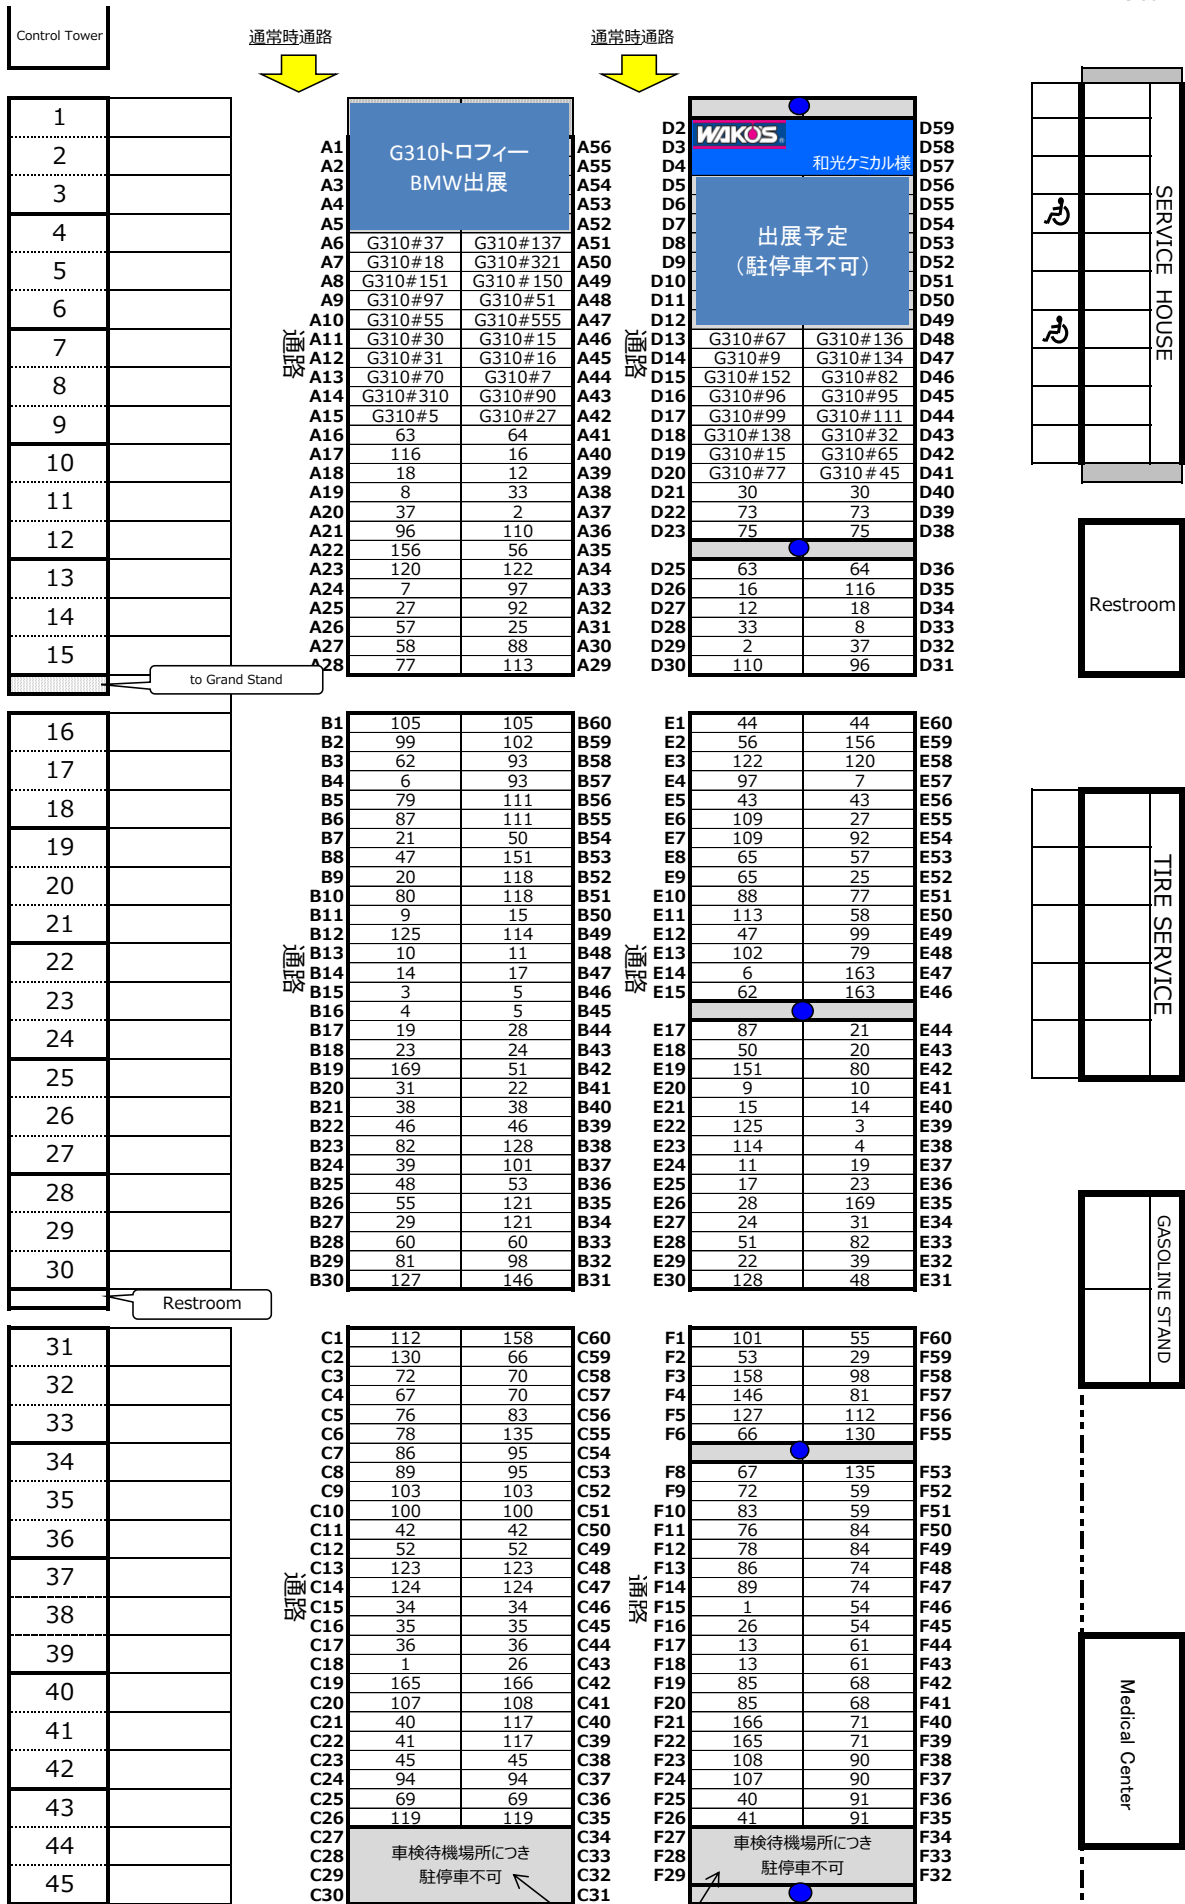 Control Tower
通常時通路
通常時通路
1
2
3
4
5
6
7
8
9
10
11
12
13
14
15
to Grand Stand
16
17
18
19
20
21
22
23
24
25
26
27
28
29
30
Restroom
31
32
33
34
35
36
37
38
39
40
41
42
43
44
45
G310トロフィー
BMW出展
A1 A56
A2 A55
A3 A54
A4 A53
A5 A52
A6 G310#37 G310#137 A51
A7 G310#18 G310#321 A50
A8 G310#151 G310#150 A49
A9 G310#97 G310#51 A48
A10 G310#55 G310#555 A47
A11 G310#30 G310#15 A46
A12 G310#31 G310#16 A45
A13 G310#70 G310#7 A44
A14 G310#310 G310#90 A43
A15 G310#5 G310#27 A42
A16 63 64 A41
A17 116 16 A40
A18 18 12 A39
A19 8 33 A38
A20 37 2 A37
A21 96 110 A36
A22 156 56 A35
A23 120 122 A34
A24 7 97 A33
A25 27 92 A32
A26 57 25 A31
A27 58 88 A30
A28 77 113 A29
通路
B1 105 105 B60
B2 99 102 B59
B3 62 93 B58
B4 6 93 B57
B5 79 111 B56
B6 87 111 B55
B7 21 50 B54
B8 47 151 B53
B9 20 118 B52
B10 80 118 B51
B11 9 15 B50
B12 125 114 B49
B13 10 11 B48
B14 14 17 B47
B15 3 5 B46
B16 4 5 B45
B17 19 28 B44
B18 23 24 B43
B19 169 51 B42
B20 31 22 B41
B21 38 38 B40
B22 46 46 B39
B23 82 128 B38
B24 39 101 B37
B25 48 53 B36
B26 55 121 B35
B27 29 121 B34
B28 60 60 B33
B29 81 98 B32
B30 127 146 B31
通路
C1 112 158 C60
C2 130 66 C59
C3 72 70 C58
C4 67 70 C57
C5 76 83 C56
C6 78 135 C55
C7 86 95 C54
C8 89 95 C53
C9 103 103 C52
C10 100 100 C51
C11 42 42 C50
C12 52 52 C49
C13 123 123 C48
C14 124 124 C47
C15 34 34 C46
C16 35 35 C45
C17 36 36 C44
C18 1 26 C43
C19 165 166 C42
C20 107 108 C41
C21 40 117 C40
C22 41 117 C39
C23 45 45 C38
C24 94 94 C37
C25 69 69 C36
C26 119 119 C35
C27 C34
C28 C33
C29 C32
C30 C31
車検待機場所につき
駐停車不可
通路
WAKO'S
和光ケミカル様
出展予定
（駐停車不可）
D2 D59
D3 D58
D4 D57
D5 D56
D6 D55
D7 D54
D8 D53
D9 D52
D10 D51
D11 D50
D12 D49
D13 G310#67 G310#136 D48
D14 G310#9 G310#134 D47
D15 G310#152 G310#82 D46
D16 G310#96 G310#95 D45
D17 G310#99 G310#111 D44
D18 G310#138 G310#32 D43
D19 G310#15 G310#65 D42
D20 G310#77 G310#45 D41
D21 30 30 D40
D22 73 73 D39
D23 75 75 D38
D25 63 64 D36
D26 16 116 D35
D27 12 18 D34
D28 33 8 D33
D29 2 37 D32
D30 110 96 D31
通路
E1 44 44 E60
E2 56 156 E59
E3 122 120 E58
E4 97 7 E57
E5 43 43 E56
E6 109 27 E55
E7 109 92 E54
E8 65 57 E53
E9 65 25 E52
E10 88 77 E51
E11 113 58 E50
E12 47 99 E49
E13 102 79 E48
E14 6 163 E47
E15 62 163 E46
E17 87 21 E44
E18 50 20 E43
E19 151 80 E42
E20 9 10 E41
E21 15 14 E40
E22 125 3 E39
E23 114 4 E38
E24 11 19 E37
E25 17 23 E36
E26 28 169 E35
E27 24 31 E34
E28 51 82 E33
E29 22 39 E32
E30 128 48 E31
通路
F1 101 55 F60
F2 53 29 F59
F3 158 98 F58
F4 146 81 F57
F5 127 112 F56
F6 66 130 F55
F8 67 135 F53
F9 72 59 F52
F10 83 59 F51
F11 76 84 F50
F12 78 84 F49
F13 86 74 F48
F14 89 74 F47
F15 1 54 F46
F16 26 54 F45
F17 13 61 F44
F18 13 61 F43
F19 85 68 F42
F20 85 68 F41
F21 166 71 F40
F22 165 71 F39
F23 108 90 F38
F24 107 90 F37
F25 40 91 F36
F26 41 91 F35
F27 F34
F28 F33
F29 F32
車検待機場所につき
駐停車不可
通路
SERVICE HOUSE
Restroom
TIRE SERVICE
GASOLINE STAND
Medical Center